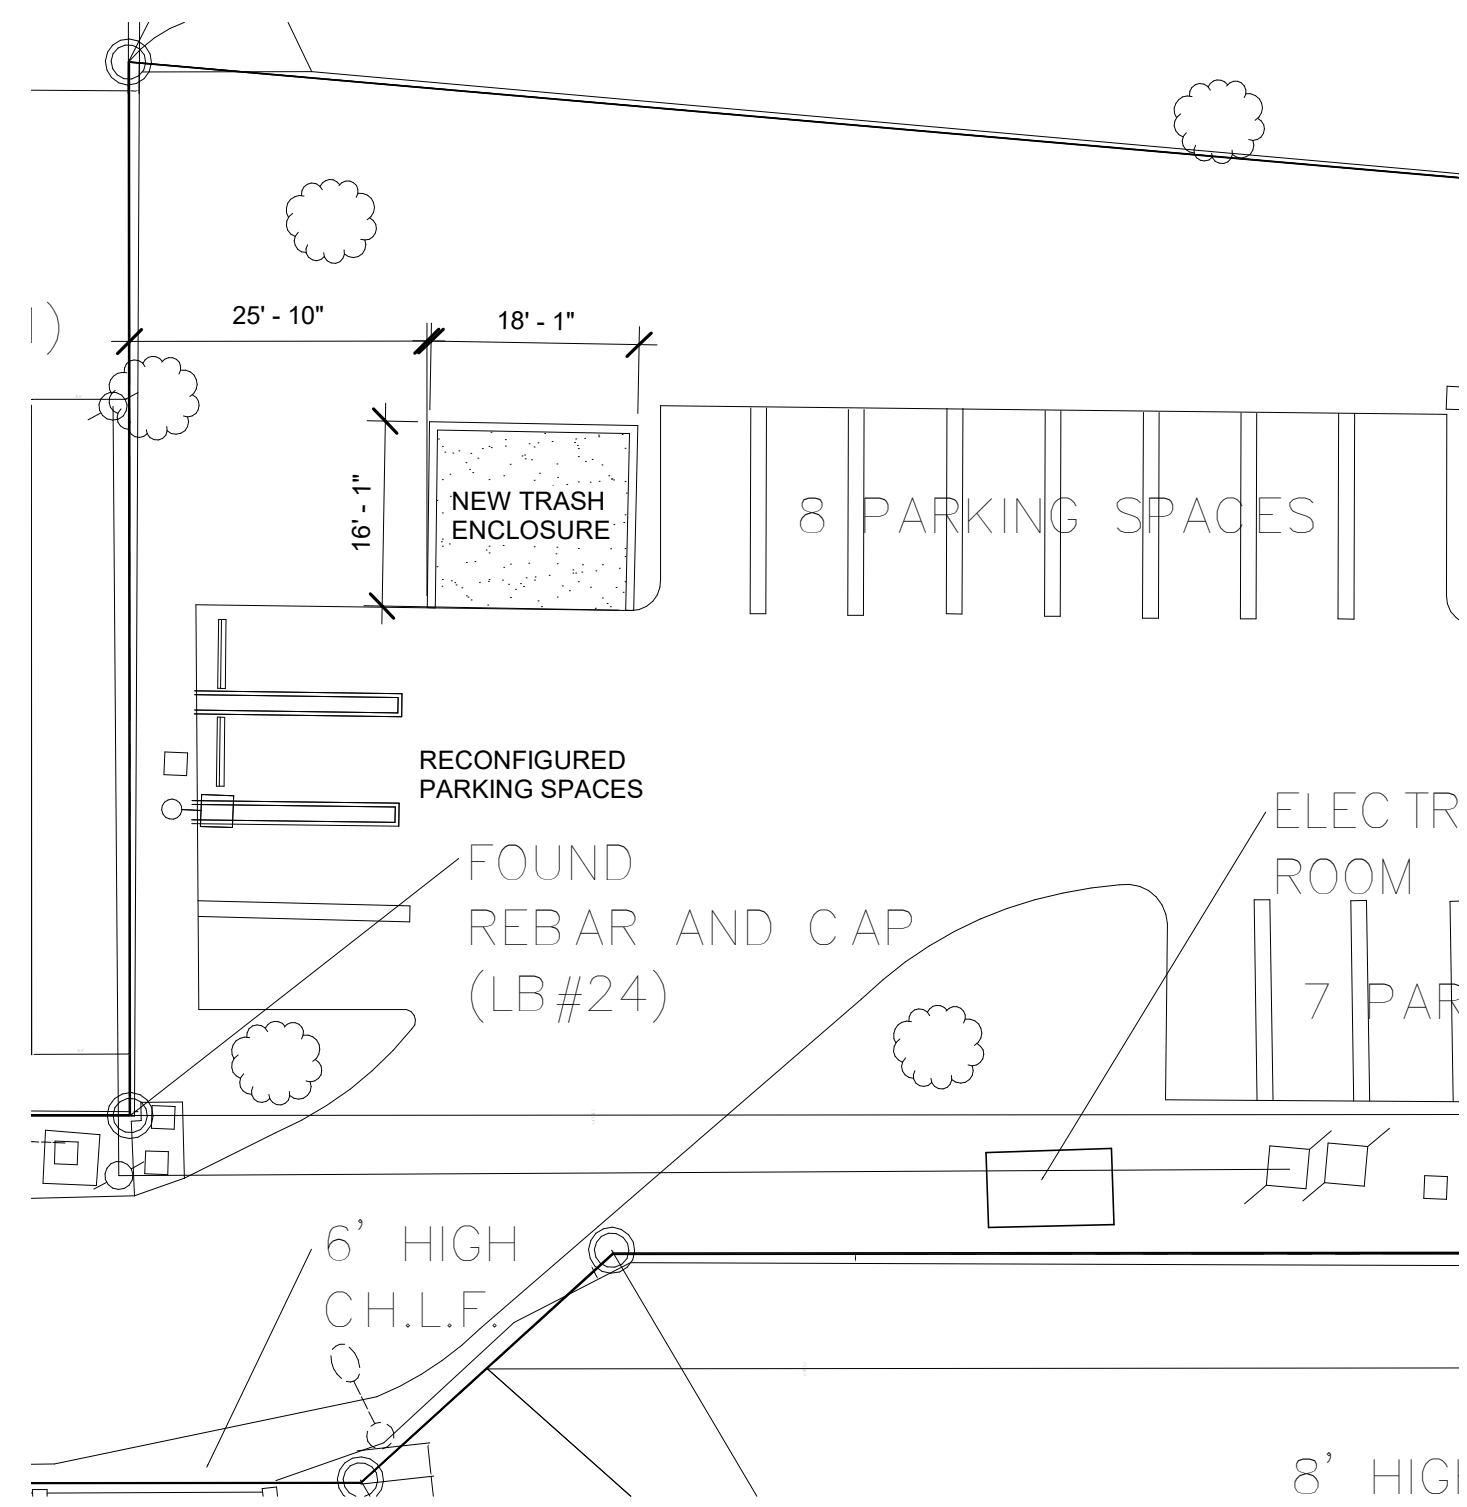 25' - 10"
18' - 1"
16' - 1"
NEW TRASH
ENCLOSURE
8 PARKING SPACES
RECONFIGURED
PARKING SPACES
FOUND
REBAR AND CAP
(LB#24)
ELECTR
ROOM
7 PAR
6' HIGH
CH.L.F.
8' HIGH